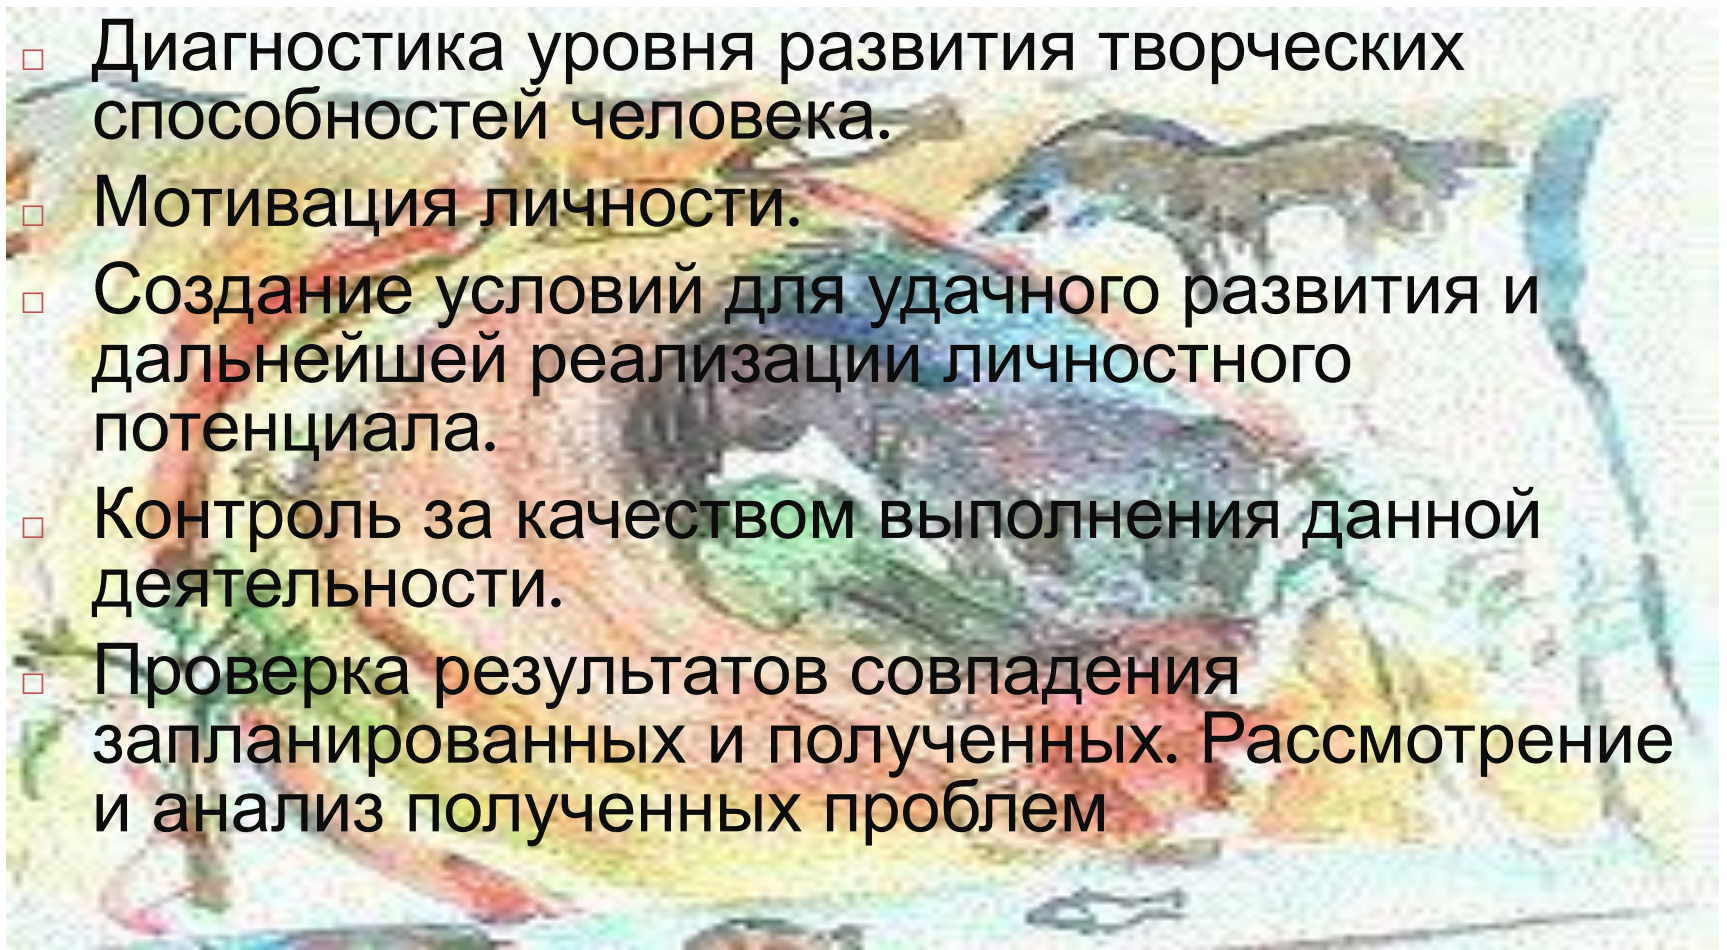 Диагностика уровня развития творческих
способностей человека.
Мотивация личности.
Создание условий для удачного развития и
дальнейшей реализации личностного
потенциала.
Контроль за качеством выполнения данной
деятельности.
Проверка результатов совпадения
запланированных и полученных. Рассмотрение
и анализ полученных проблем